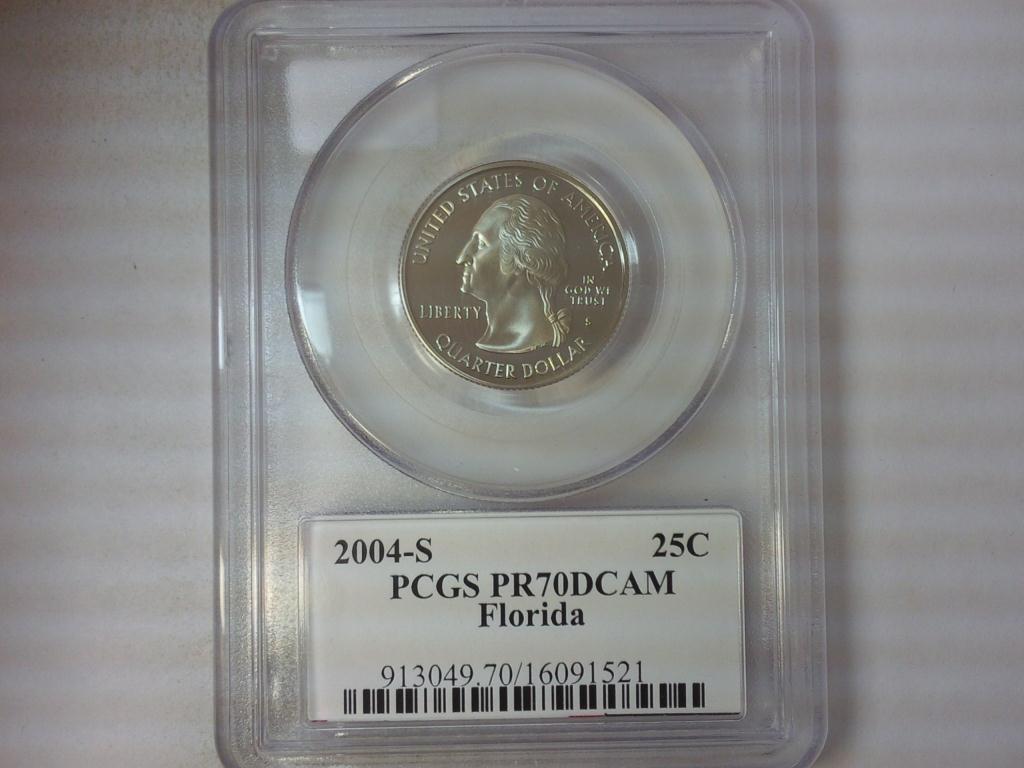 UNITED STATES OF AMERICA
LIBERTY
IN
GOD WE
TRUST
S
QUARTER DOLLAR
2004-S 25C
PCGS PR70DCAM
Florida
913049.70/16091521